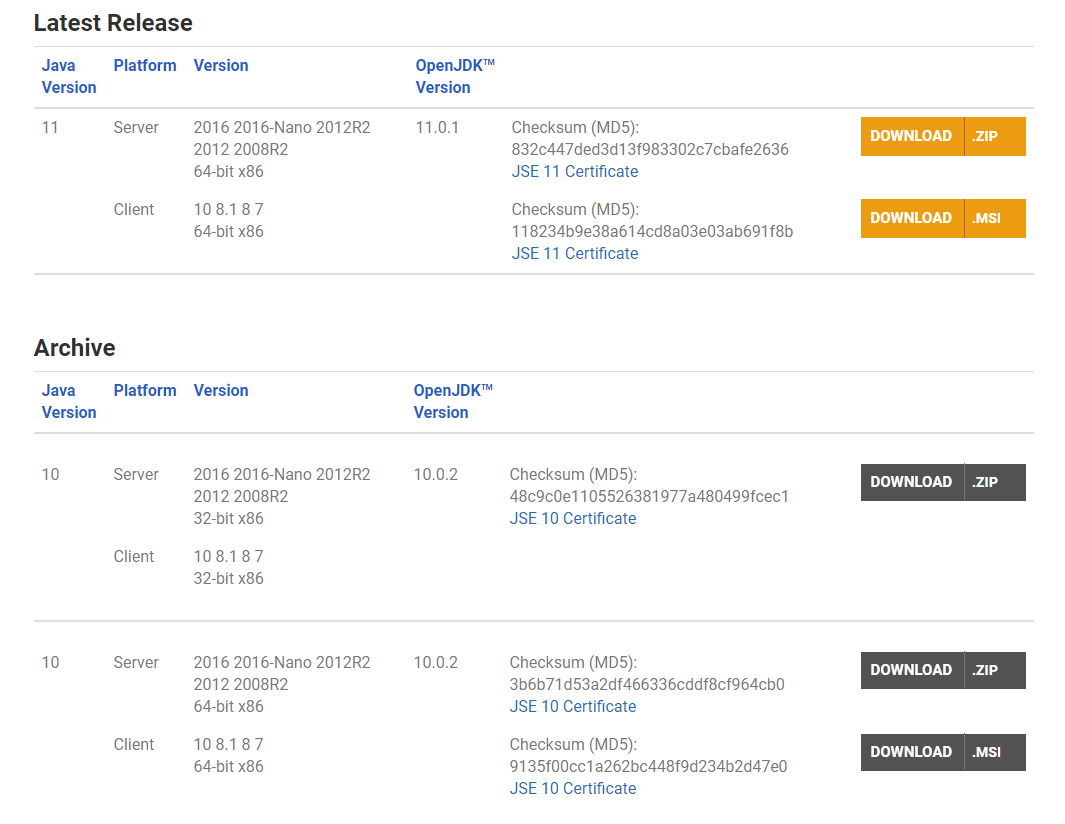 Latest Release
Java Platform Version OpenJDK™
Version Version
11 Server 2016 2016-Nano 2012R2 11.0.1 Checksum (MD5): DOWNLOAD .ZIP
2012 2008R2 832c447ded3d13f983302c7cbafe2636
64-bit x86 JSE 11 Certificate
Client 10 8.1 8 7 Checksum (MD5): DOWNLOAD .MSI
64-bit x86 118234b9e38a614cd8a03e03ab691f8b
JSE 11 Certificate
Archive
Java Platform Version OpenJDK™
Version Version
10 Server 2016 2016-Nano 2012R2 10.0.2 Checksum (MD5): DOWNLOAD .ZIP
2012 2008R2 48c9c0e1105526381977a480499fcec1
32-bit x86 JSE 10 Certificate
Client 10 8.1 8 7
32-bit x86
10 Server 2016 2016-Nano 2012R2 10.0.2 Checksum (MD5): DOWNLOAD .ZIP
2012 2008R2 3b6b71d53a2df466336cddf8cf964cb0
64-bit x86 JSE 10 Certificate
Client 10 8.1 8 7 Checksum (MD5): DOWNLOAD .MSI
64-bit x86 9135f00cc1a262bc448f9d234b2d47e0
JSE 10 Certificate